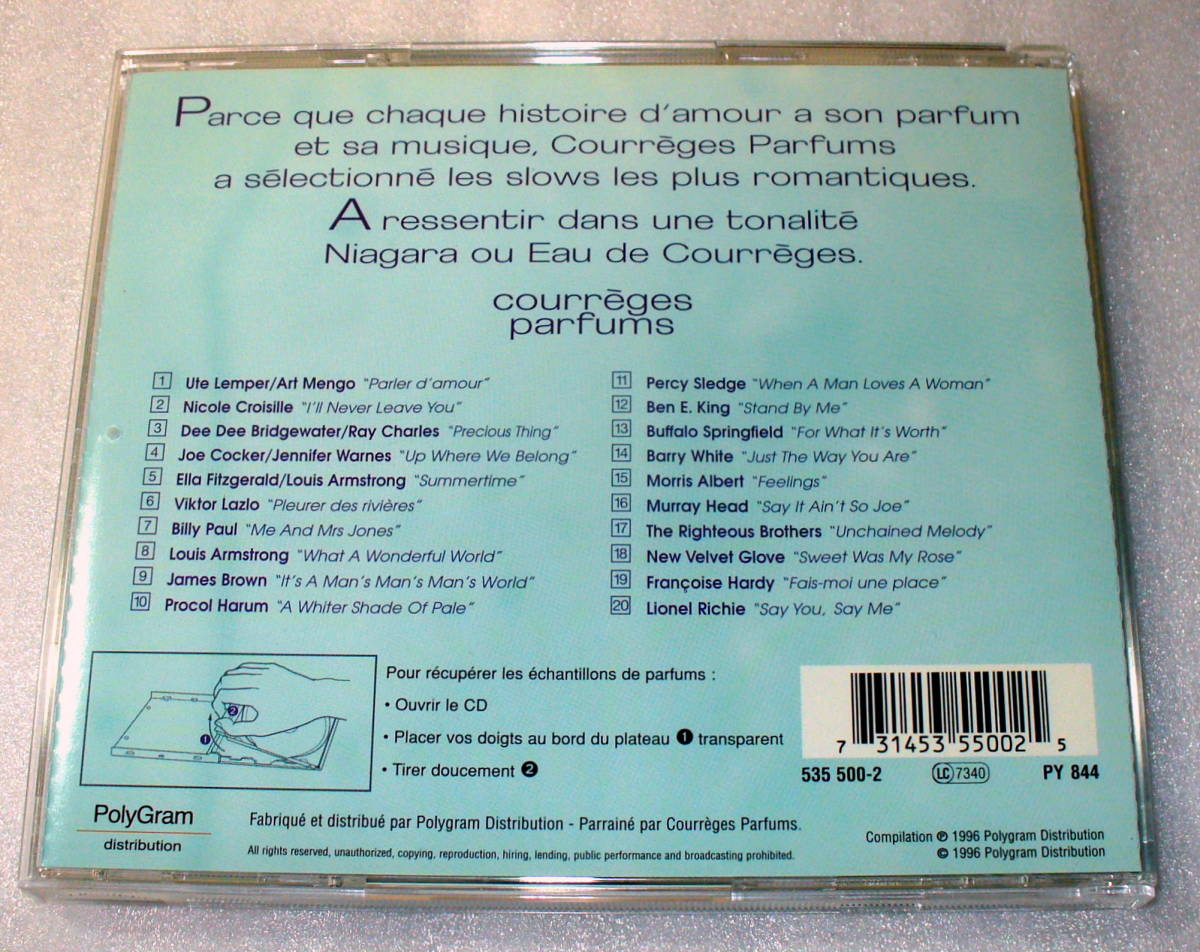 Parce que chaque histoire d'amour a son parfum
et sa musique, Courrèges Parfums
a sélectionné les slows les plus romantiques.
A ressentir dans une tonalité
Niagara ou Eau de Courrèges.
courrèges
parfums
1 Ute Lemper/Art Mengo "Parler d'amour"
2 Nicole Croisille "I'll Never Leave You"
3 Dee Dee Bridgewater/Ray Charles "Precious Thing"
4 Joe Cocker/Jennifer Warnes "Up Where We Belong"
5 Ella Fitzgerald/Louis Armstrong "Summertime"
6 Viktor Lazlo "Pleurer des rivières"
7 Billy Paul "Me And Mrs Jones"
8 Louis Armstrong "What A Wonderful World"
9 James Brown "It's A Man's Man's Man's World"
10 Procol Harum "A Whiter Shade Of Pale"
11 Percy Sledge "When A Man Loves A Woman"
12 Ben E. King "Stand By Me"
13 Buffalo Springfield "For What It's Worth"
14 Barry White "Just The Way You Are"
15 Morris Albert "Feelings"
16 Murray Head "Say It Ain't So Joe"
17 The Righteous Brothers "Unchained Melody"
18 New Velvet Glove "Sweet Was My Rose"
19 Françoise Hardy "Fais-moi une place"
20 Lionel Richie "Say You, Say Me"
1 2
Pour récupérer les échantillons de parfums :
• Ouvrir le CD
• Placer vos doigts au bord du plateau ❶ transparent
• Tirer doucement ❷
7 31453 55002 5
535 500-2 LC 7340 PY 844
PolyGram
distribution
Fabriqué et distribué par Polygram Distribution - Parrainé par Courrèges Parfums.
All rights reserved, unauthorized, copying, reproduction, hiring, lending, public performance and broadcasting prohibited.
Compilation ℗ 1996 Polygram Distribution
© 1996 Polygram Distribution